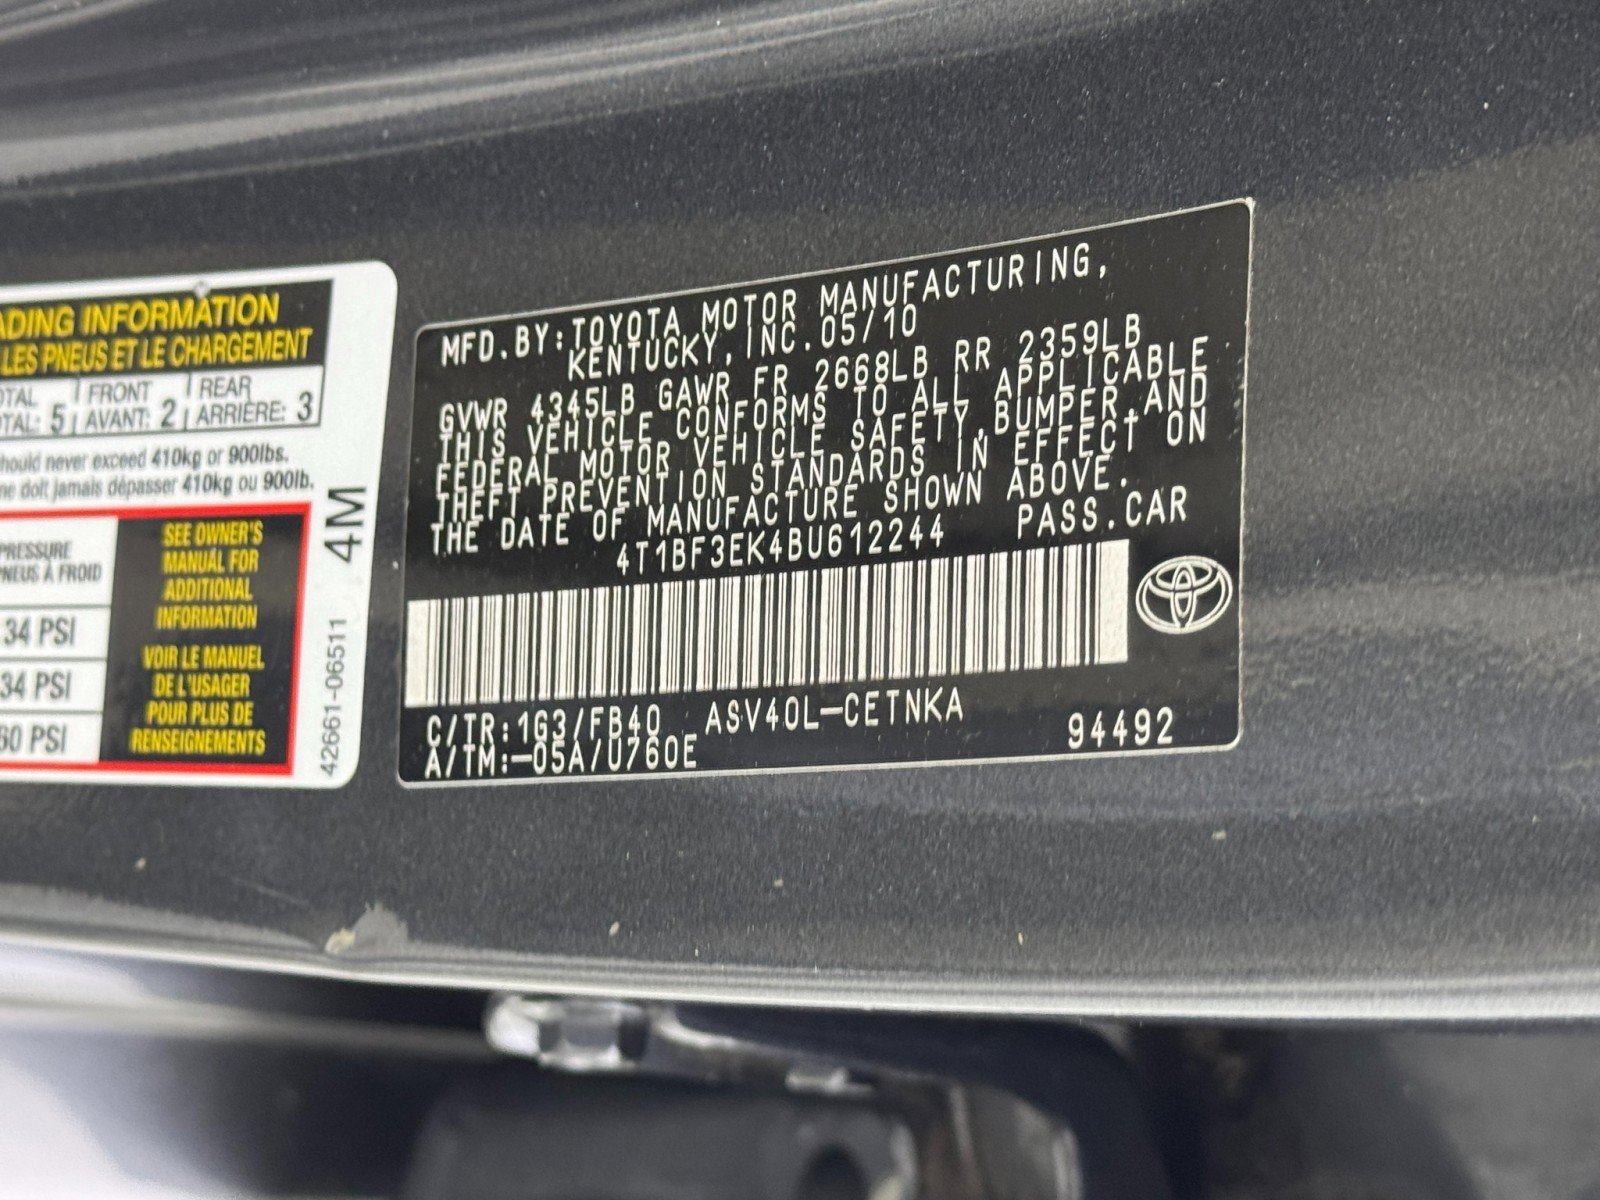 ADING INFORMATION
LES PNEUS ET LE CHARGEMENT
FRONT REAR
5 AVANT: 2 ARRIÈRE: 3
never exceed 410kg or 900lbs.
ne doit jamais dépasser 410kg ou 900lb.
PRESSURE
À FROID
34 PSI
34 PSI
60 PSI
SEE OWNER'S
MANUAL FOR
ADDITIONAL
INFORMATION
VOIR LE MANUEL
DE L'USAGER
POUR PLUS DE
RENSEIGNEMENTS
4M
42661-06511
MFD.BY:TOYOTA MOTOR MANUFACTURING,
KENTUCKY,INC.05/10
GVWR 4345LB GAWR FR 2668LB RR 2359LB
THIS VEHICLE CONFORMS TO ALL APPLICABLE
FEDERAL MOTOR VEHICLE SAFETY,BUMPER,AND
THEFT PREVENTION STANDARDS IN EFFECT ON
THE DATE OF MANUFACTURE SHOWN ABOVE.
4T1BF3EK4BU612244 PASS.CAR
C/TR:1G3/FB40 ASV40L-CETNKA
A/TM:-05A/U760E 94492